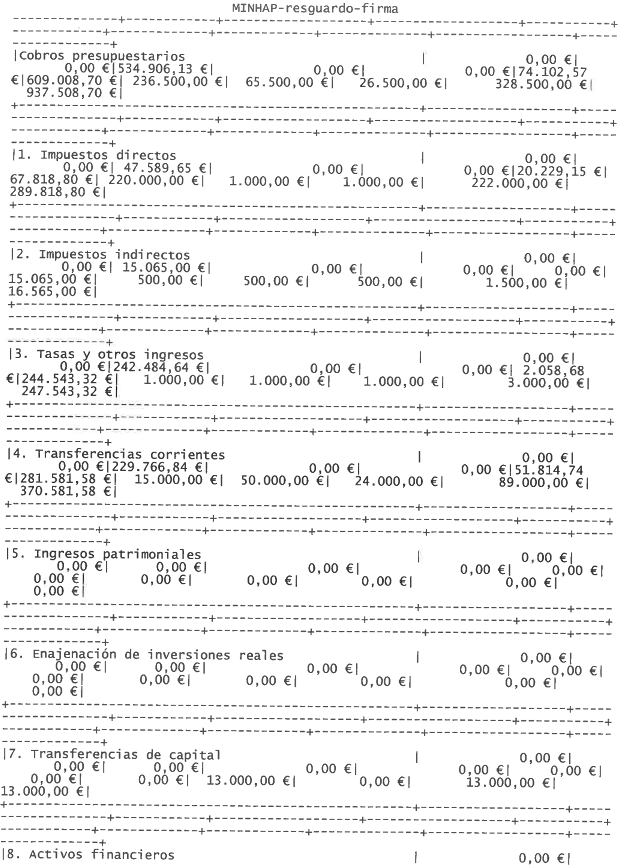 MINHAP-resguardo-firma
-----------------+---------------+---------------------+---------------+------------+
---------------+---------------+---------------+---------------------+------
---------------+
|Cobros presupuestarios | 0,00 €|
0,00 €|534.906,13 €| 0,00 €| 0,00 €|74.102,57
€|609.008,70 €| 236.500,00 €| 65.500,00 €| 26.500,00 €| 328.500,00 €|
937.508,70 €|
+------------------------------------------------------------+---------------------+-----
-----------------+---------------+---------------------+---------------+------------+
---------------+---------------+---------------+---------------------+------
---------------+
|1. Impuestos directos | 0,00 €|
0,00 €| 47.589,65 €| 0,00 €| 0,00 €|20.229,15 €|
67.818,80 €| 220.000,00 €| 1.000,00 €| 1.000,00 €| 222.000,00 €|
289.818,80 €|
+------------------------------------------------------------+---------------------+-----
-----------------+---------------+---------------------+---------------+------------+
---------------+---------------+---------------+---------------------+------
---------------+
|2. Impuestos indirectos | 0,00 €|
0,00 €| 15.065,00 €| 0,00 €| 0,00 €| 0,00 €|
15.065,00 €| 500,00 €| 500,00 €| 500,00 €| 1.500,00 €|
16.565,00 €|
+------------------------------------------------------------+---------------------+-----
-----------------+---------------+---------------------+---------------+------------+
---------------+---------------+---------------+---------------------+------
---------------+
|3. Tasas y otros ingresos | 0,00 €|
0,00 €|242.484,64 €| 0,00 €| 0,00 €| 2.058,68
€|244.543,32 €| 1.000,00 €| 1.000,00 €| 1.000,00 €| 3.000,00 €|
247.543,32 €|
+------------------------------------------------------------+---------------------+-----
-----------------+---------------+---------------------+---------------+------------+
---------------+---------------+---------------+---------------------+------
---------------+
|4. Transferencias corrientes | 0,00 €|
0,00 €|229.766,84 €| 0,00 €| 0,00 €|51.814,74
€|281.581,58 €| 15.000,00 €| 50.000,00 €| 24.000,00 €| 89.000,00 €|
370.581,58 €|
+------------------------------------------------------------+---------------------+-----
-----------------+---------------+---------------------+---------------+------------+
---------------+---------------+---------------+---------------------+------
---------------+
|5. Ingresos patrimoniales | 0,00 €|
0,00 €| 0,00 €| 0,00 €| 0,00 €| 0,00 €|
0,00 €| 0,00 €| 0,00 €| 0,00 €| 0,00 €|
0,00 €|
+------------------------------------------------------------+---------------------+-----
-----------------+---------------+---------------------+---------------+------------+
---------------+---------------+---------------+---------------------+------
---------------+
|6. Enajenación de inversiones reales | 0,00 €|
0,00 €| 0,00 €| 0,00 €| 0,00 €| 0,00 €|
0,00 €| 0,00 €| 0,00 €| 0,00 €| 0,00 €|
0,00 €|
+------------------------------------------------------------+---------------------+-----
-----------------+---------------+---------------------+---------------+------------+
---------------+---------------+---------------+---------------------+------
---------------+
|7. Transferencias de capital | 0,00 €|
0,00 €| 0,00 €| 0,00 €| 0,00 €| 0,00 €|
0,00 €| 0,00 €| 13.000,00 €| 0,00 €| 13.000,00 €|
13.000,00 €|
+------------------------------------------------------------+---------------------+-----
-----------------+---------------+---------------------+---------------+------------+
---------------+---------------+---------------+---------------------+------
---------------+
|8. Activos financieros | 0,00 €|